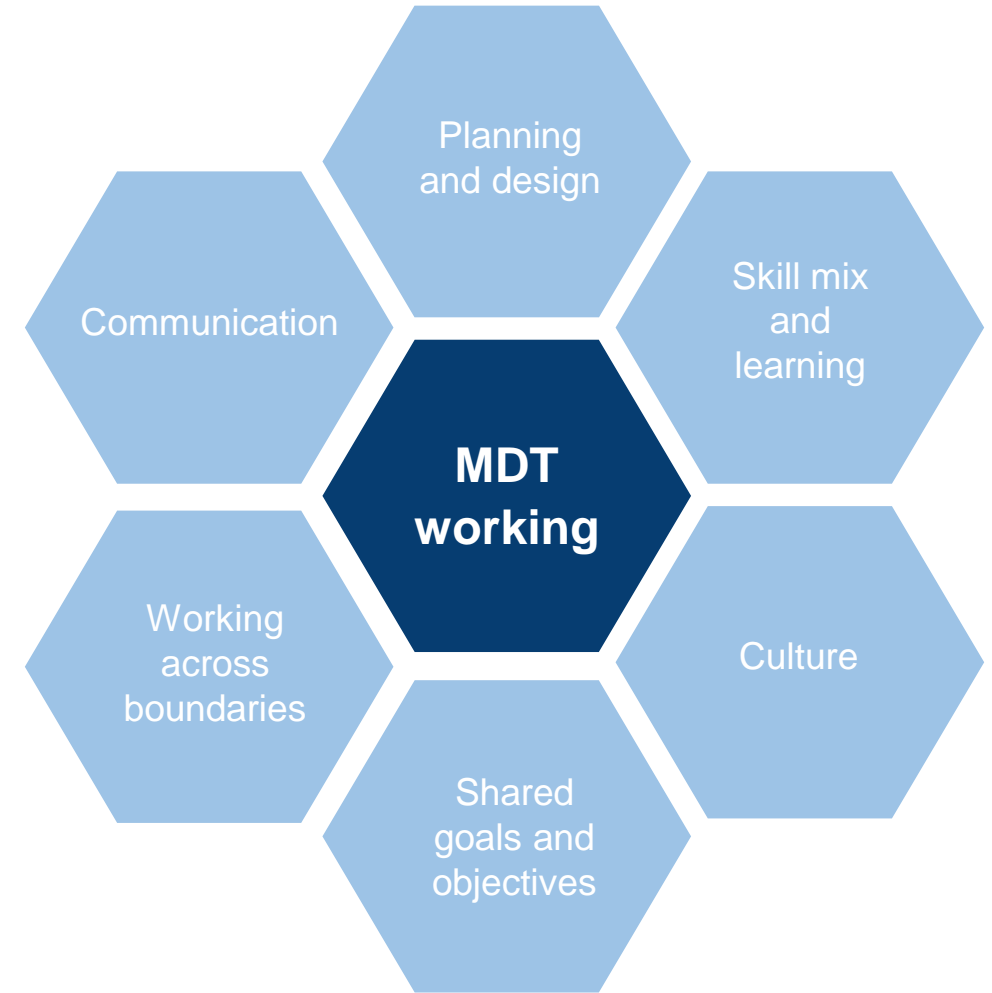 Planning
and design
Skill mix
and
learning
Communication
MDT
working
Culture
Working
across
boundaries
Shared
goals and
objectives